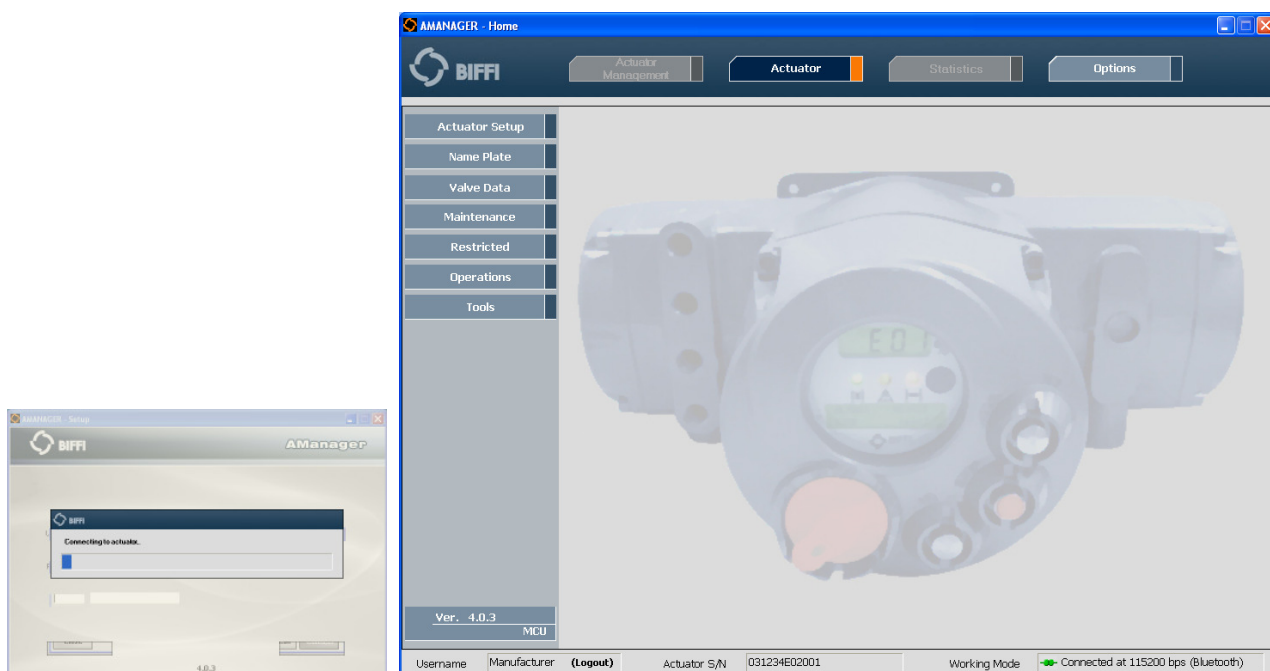 AMANAGER - Setup
BIFFI
AManager
BIFFI
Connecting to actuator..
4.0.3
AMANAGER - Home
BIFFI
Actuator Management
Actuator
Statistics
Options
Actuator Setup
Name Plate
Valve Data
Maintenance
Restricted
Operations
Tools
E01
Ver. 4.0.3
MCU
Username Manufacturer (Logout) Actuator S/N 031234E02001 Working Mode Connected at 115200 bps (Bluetooth)